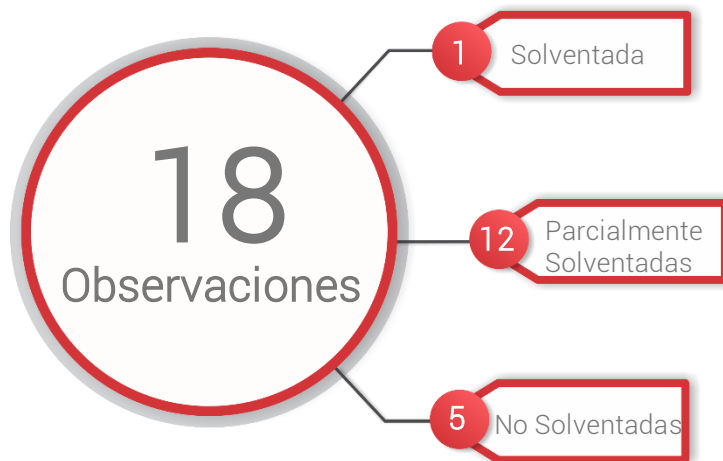 18
Observaciones
1
Solventada
12
Parcialmente
Solventadas
5
No Solventadas